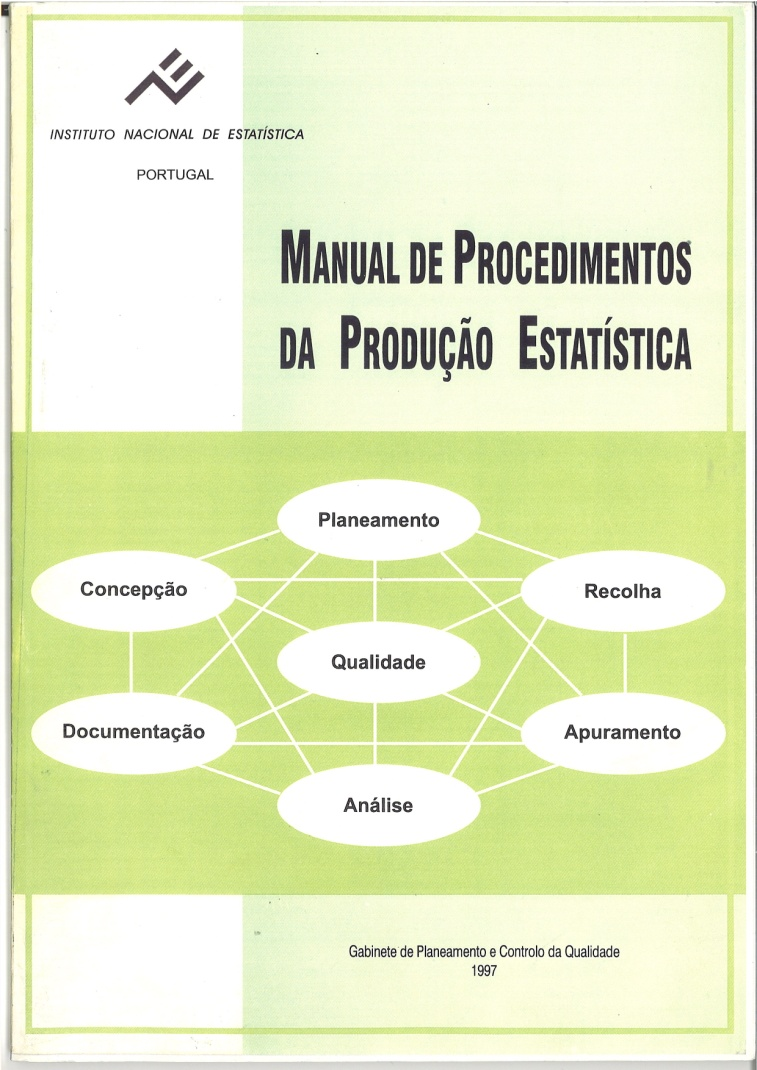 INSTITUTO NACIONAL DE ESTATÍSTICA
PORTUGAL
MANUAL DE PROCEDIMENTOS
DA PRODUÇÃO ESTATÍSTICA
Planeamento
Concepção
Recolha
Qualidade
Documentação
Apuramento
Análise
Gabinete de Planeamento e Controlo da Qualidade
1997